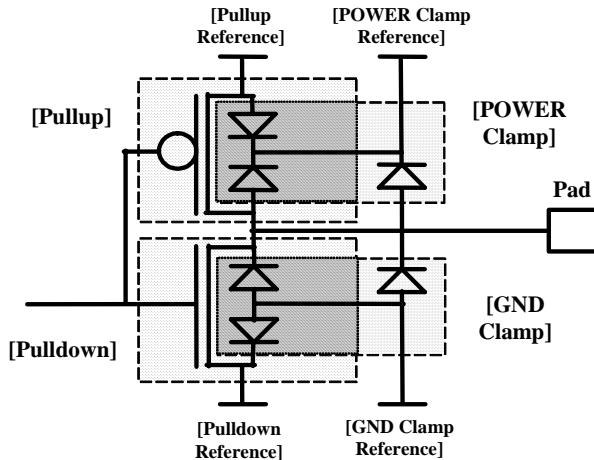 [Pullup
Reference]
[POWER Clamp
Reference]
[Pullup]
[POWER
Clamp]
Pad
[GND
Clamp]
[Pulldown]
[Pulldown
Reference]
[GND Clamp
Reference]